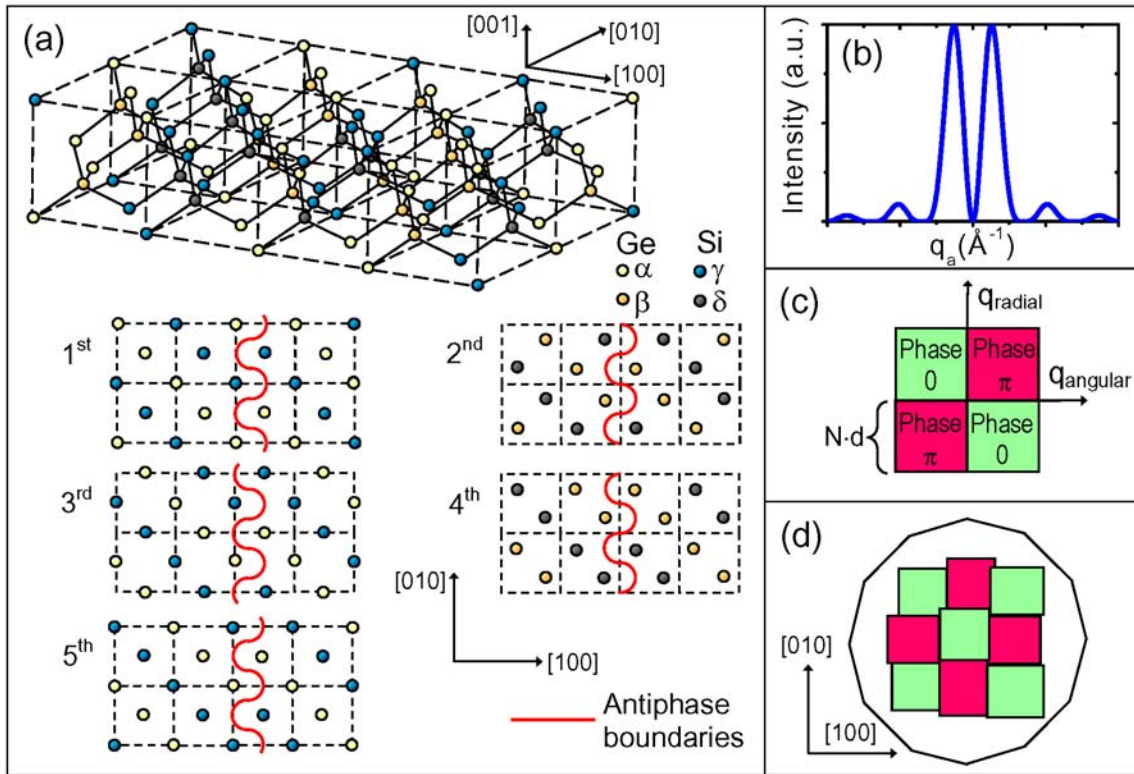 (a)
[001]
[010]
[100]
Ge Si
α γ
β δ
1st
2nd
3rd
4th
5th
[010]
[100]
Antiphase
boundaries
(b)
Intensity (a.u.)
qa(Å-1)
(c)
qradial
Phase 0
Phase π
qangular
N·d
Phase π
Phase 0
(d)
[010]
[100]